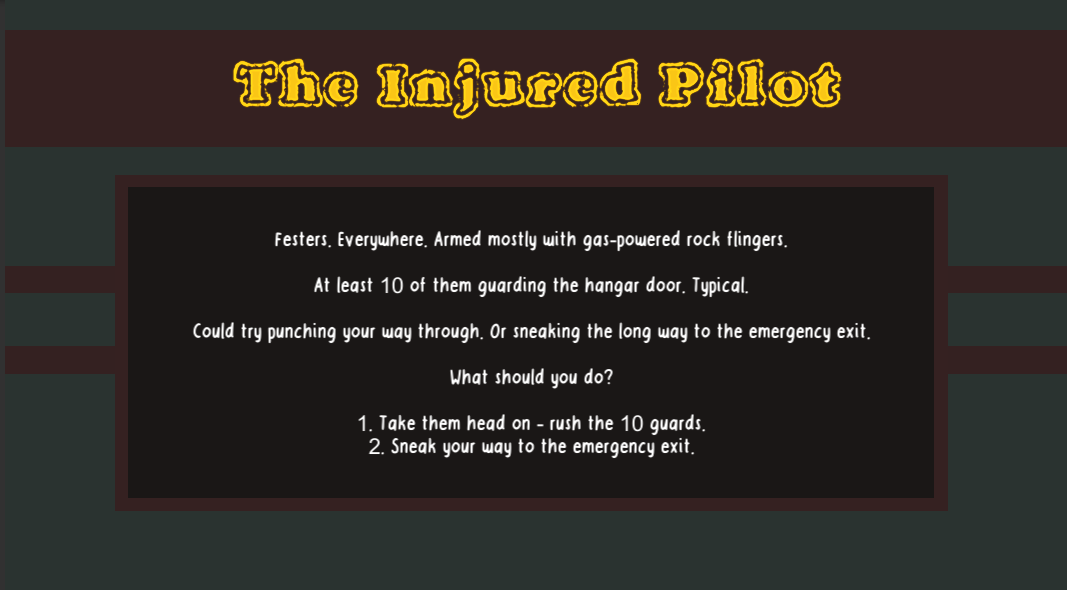 The Injured Pilot
Festers. Everywhere. Armed mostly with gas-powered rock flingers.
At least 10 of them guarding the hangar door. Typical.
Could try punching your way through. Or sneaking the long way to the emergency exit.
What should you do?
1. Take them head on - rush the 10 guards.
2. Sneak your way to the emergency exit.